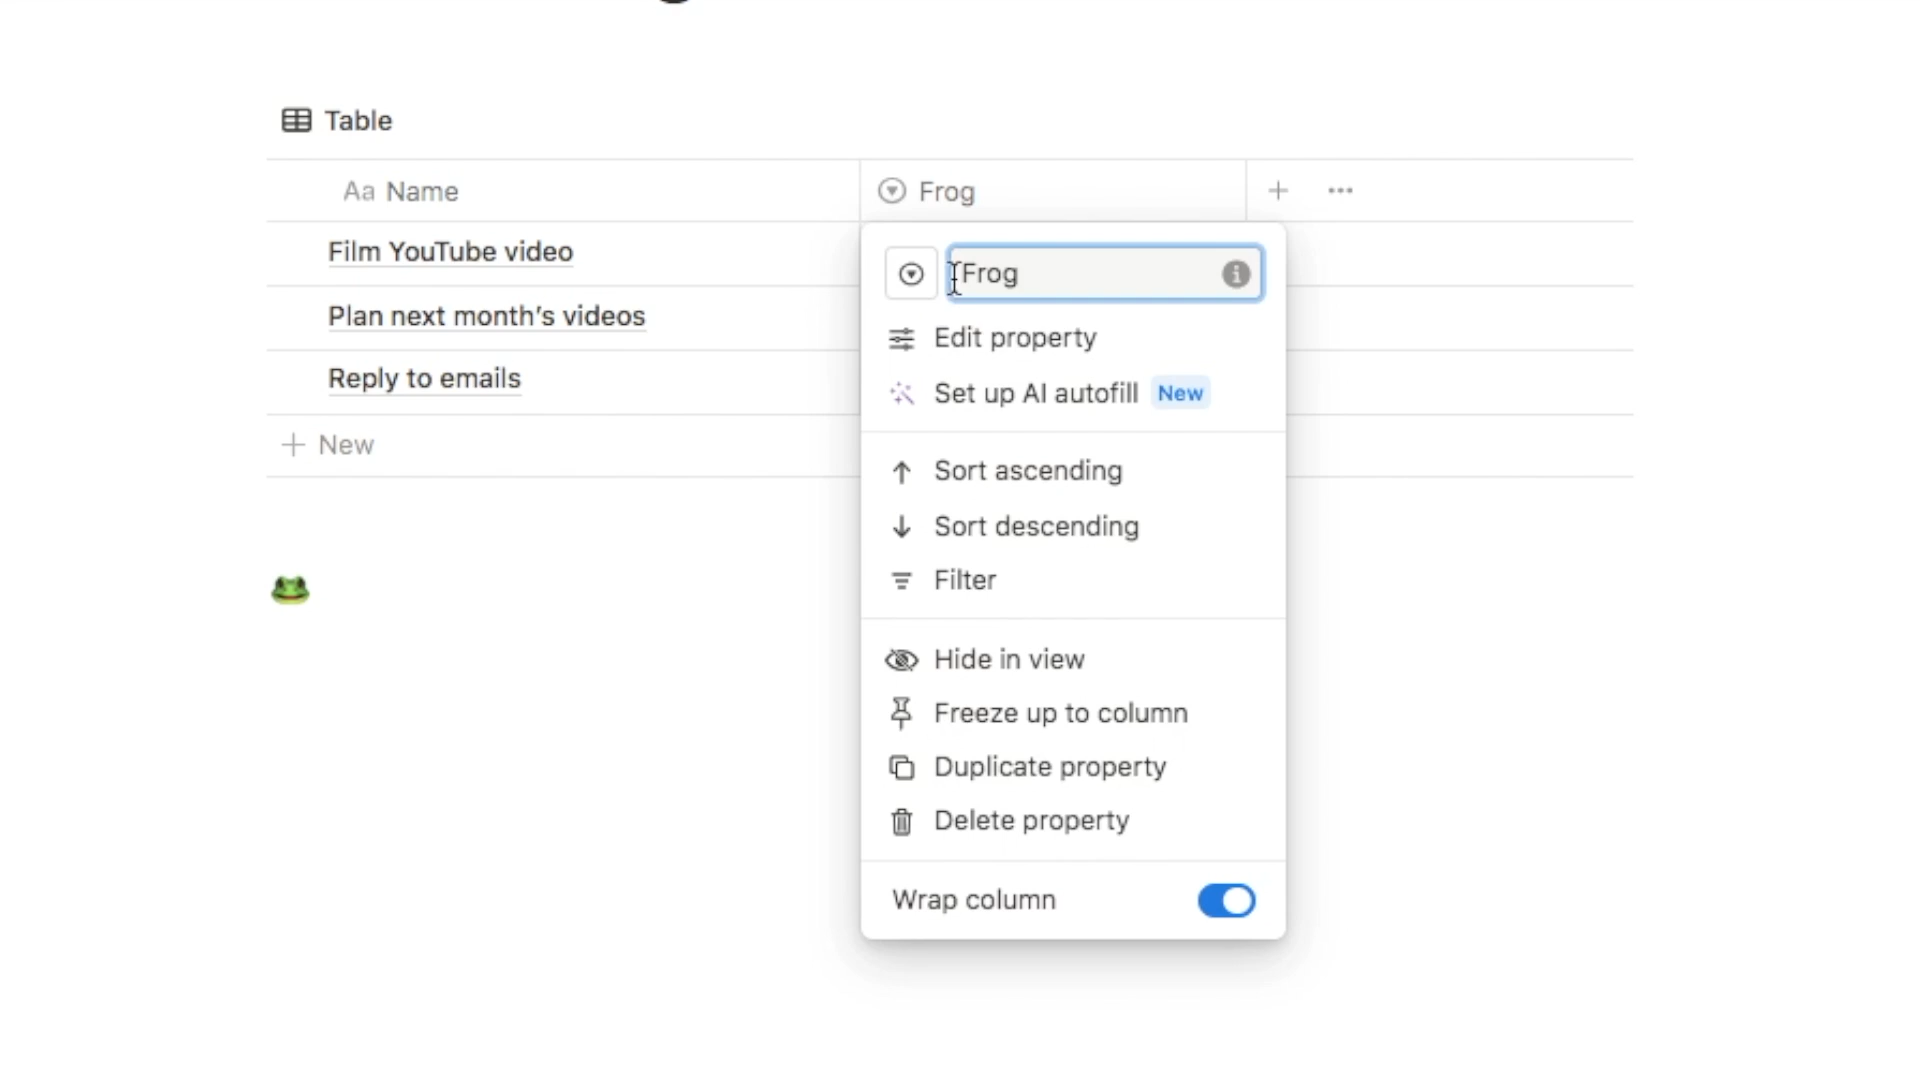 Table
Aa Name
Frog
Film YouTube video
Plan next month’s videos
Reply to emails
New
Frog
Edit property
Set up AI autofill New
Sort ascending
Sort descending
Filter
Hide in view
Freeze up to column
Duplicate property
Delete property
Wrap column